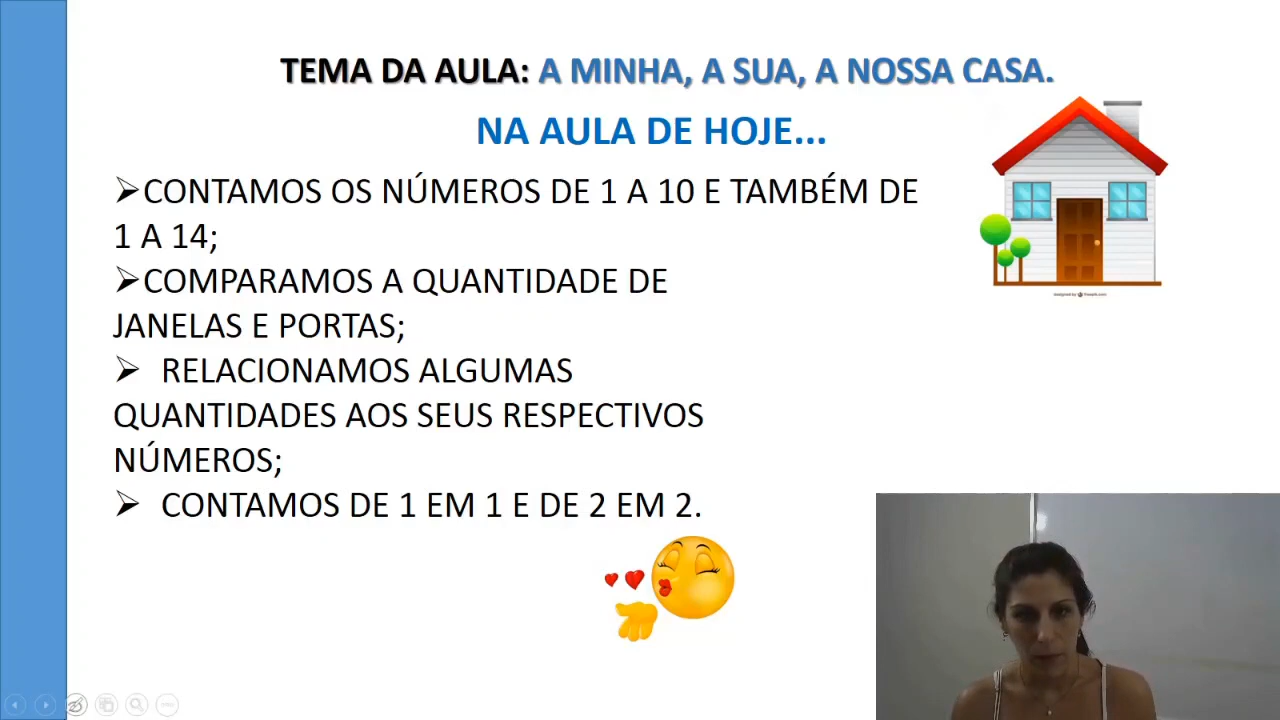 TEMA DA AULA: A MINHA, A SUA, A NOSSA CASA.
NA AULA DE HOJE...
CONTAMOS OS NÚMEROS DE 1 A 10 E TAMBÉM DE
1 A 14;
COMPARAMOS A QUANTIDADE DE
JANELAS E PORTAS;
RELACIONAMOS ALGUMAS
QUANTIDADES AOS SEUS RESPECTIVOS
NÚMEROS;
CONTAMOS DE 1 EM 1 E DE 2 EM 2.